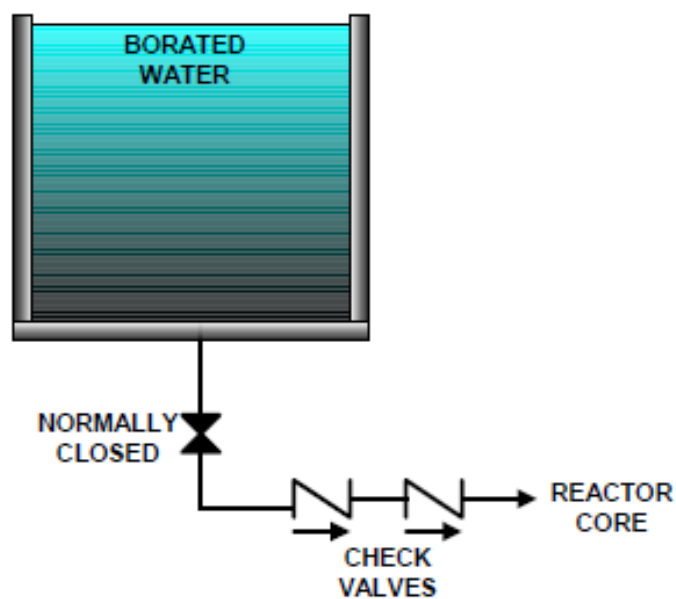 BORATED
WATER
NORMALLY
CLOSED
REACTOR
CORE
CHECK
VALVES